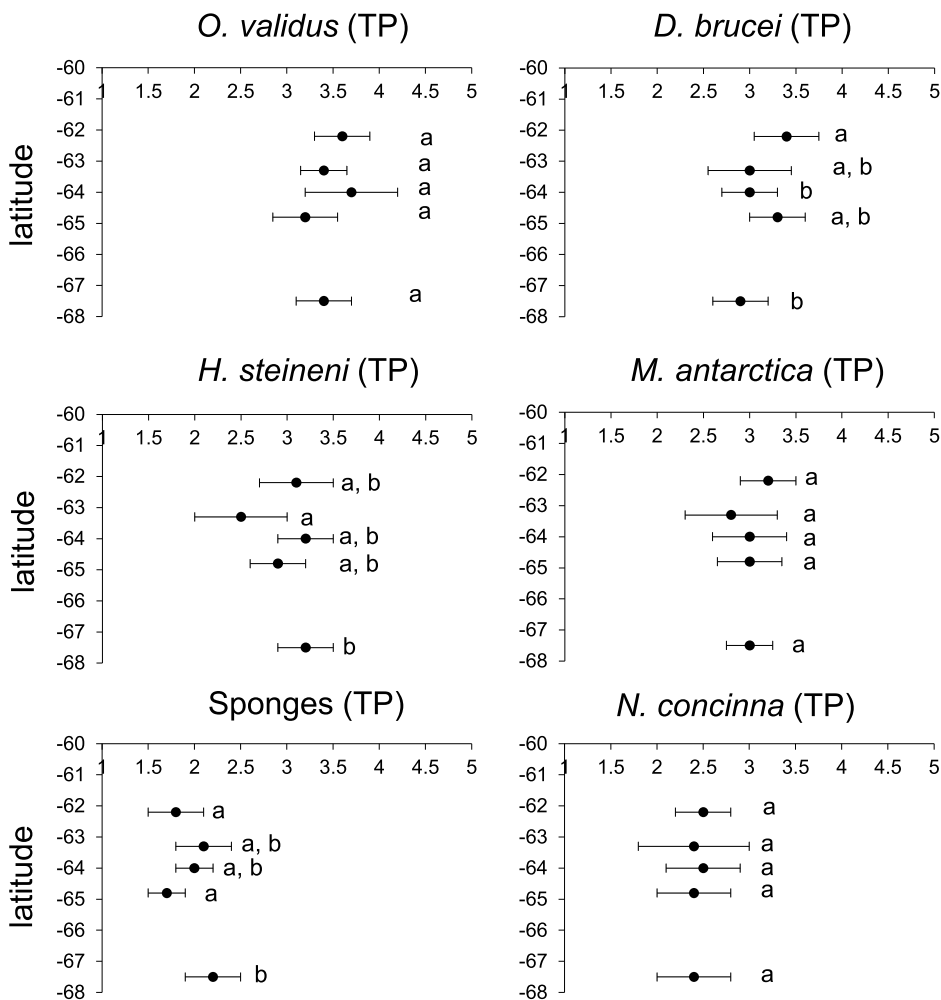 O. validus (TP)
D. brucei (TP)
-60
1 1.5 2 2.5 3 3.5 4 4.5 5
-61
-62
a
-63
a
-64
a
-65
a
-66
-67
a
-68
latitude
-60
1 1.5 2 2.5 3 3.5 4 4.5 5
-61
-62
a
-63
a, b
-64
b
-65
a, b
-66
-67
b
-68
H. steineni (TP)
M. antarctica (TP)
-60
1 1.5 2 2.5 3 3.5 4 4.5 5
-61
-62
a, b
-63
a
-64
a, b
-65
a, b
-66
-67
b
-68
latitude
-60
1 1.5 2 2.5 3 3.5 4 4.5 5
-61
-62
a
-63
a
-64
a
-65
a
-66
-67
a
-68
Sponges (TP)
N. concinna (TP)
-60
1 1.5 2 2.5 3 3.5 4 4.5 5
-61
-62
a
-63
a, b
-64
a, b
-65
a
-66
-67
b
-68
latitude
-60
1 1.5 2 2.5 3 3.5 4 4.5 5
-61
-62
a
-63
a
-64
a
-65
a
-66
-67
a
-68